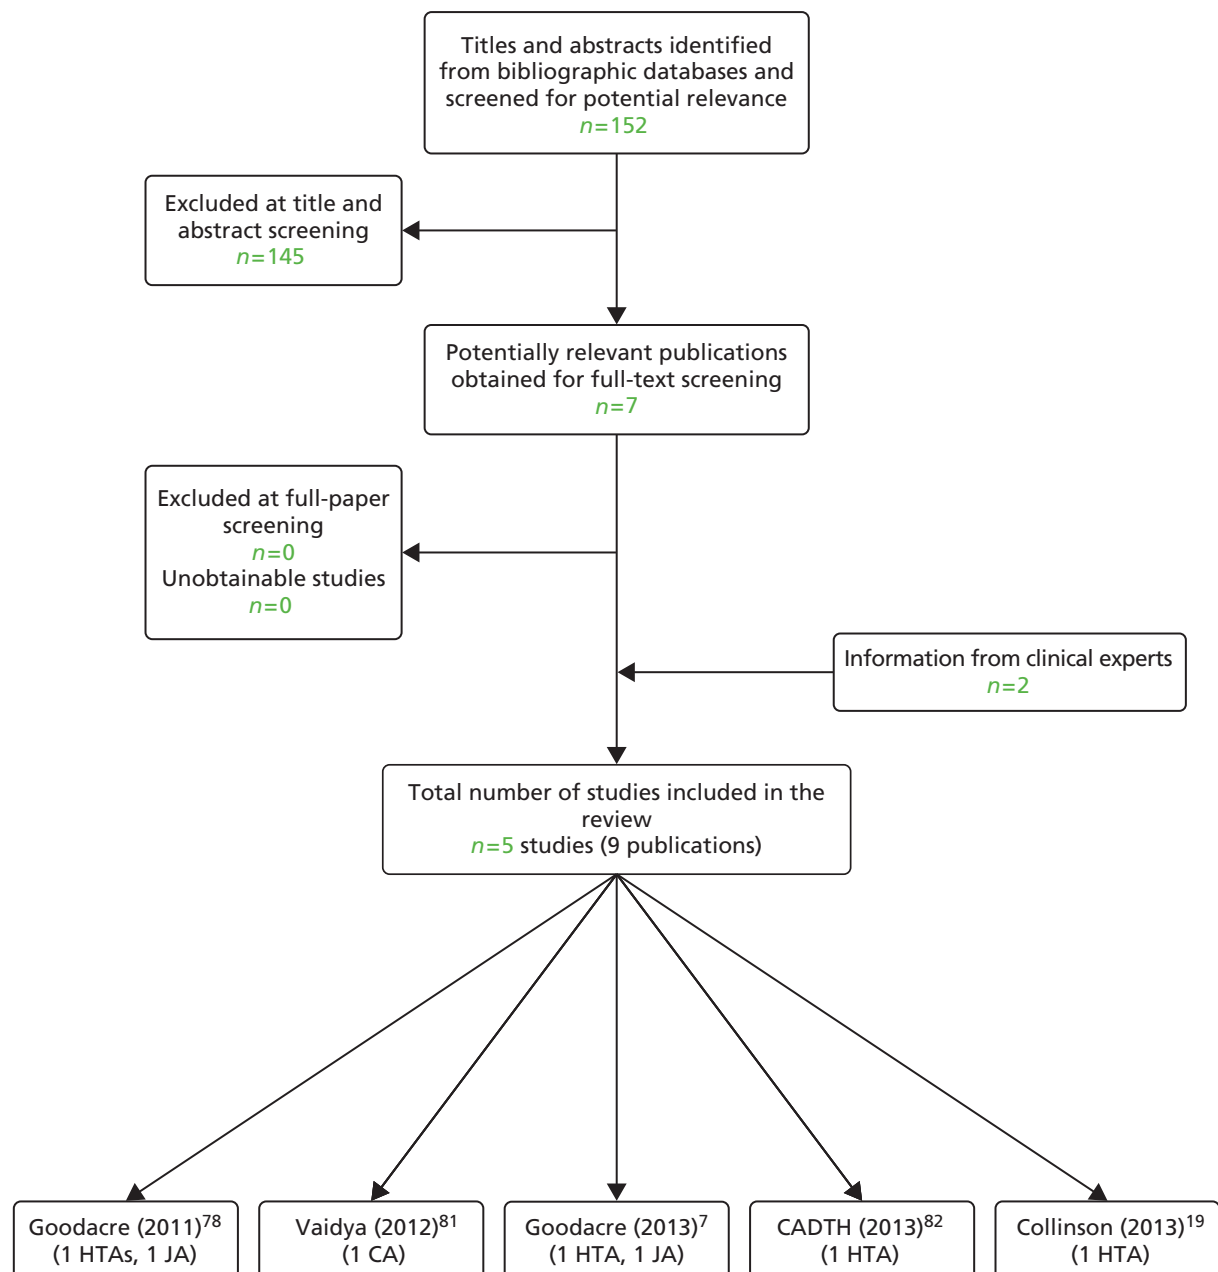 Titles and abstracts identified
from bibliographic databases and
screened for potential relevance
n=152
Excluded at title and
abstract screening
n=145
Potentially relevant publications
obtained for full-text screening
n=7
Excluded at full-paper
screening
n=0
Unobtainable studies
n=0
Information from clinical experts
n=2
Total number of studies included in the
review
n=5 studies (9 publications)
Goodacre (2011)78
(1 HTAs, 1 JA)
Vaidya (2012)81
(1 CA)
Goodacre (2013)7
(1 HTA, 1 JA)
CADTH (2013)82
(1 HTA)
Collinson (2013)19
(1 HTA)